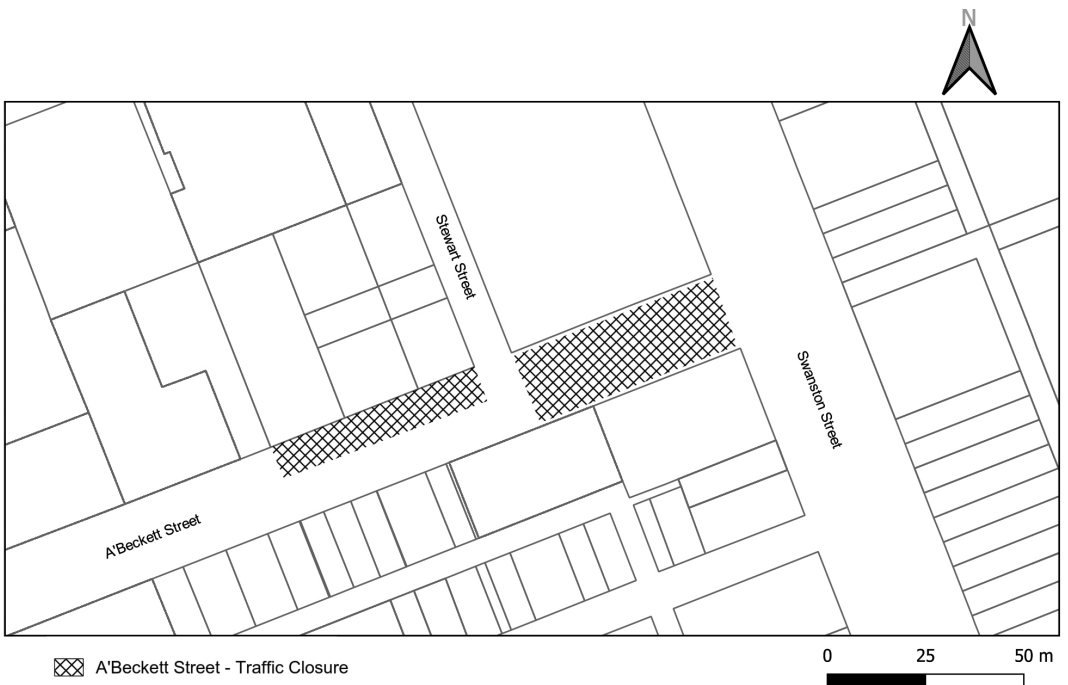 N
Stewart Street
Swanston Street
A'Beckett Street
A'Beckett Street - Traffic Closure
0 25 50 m